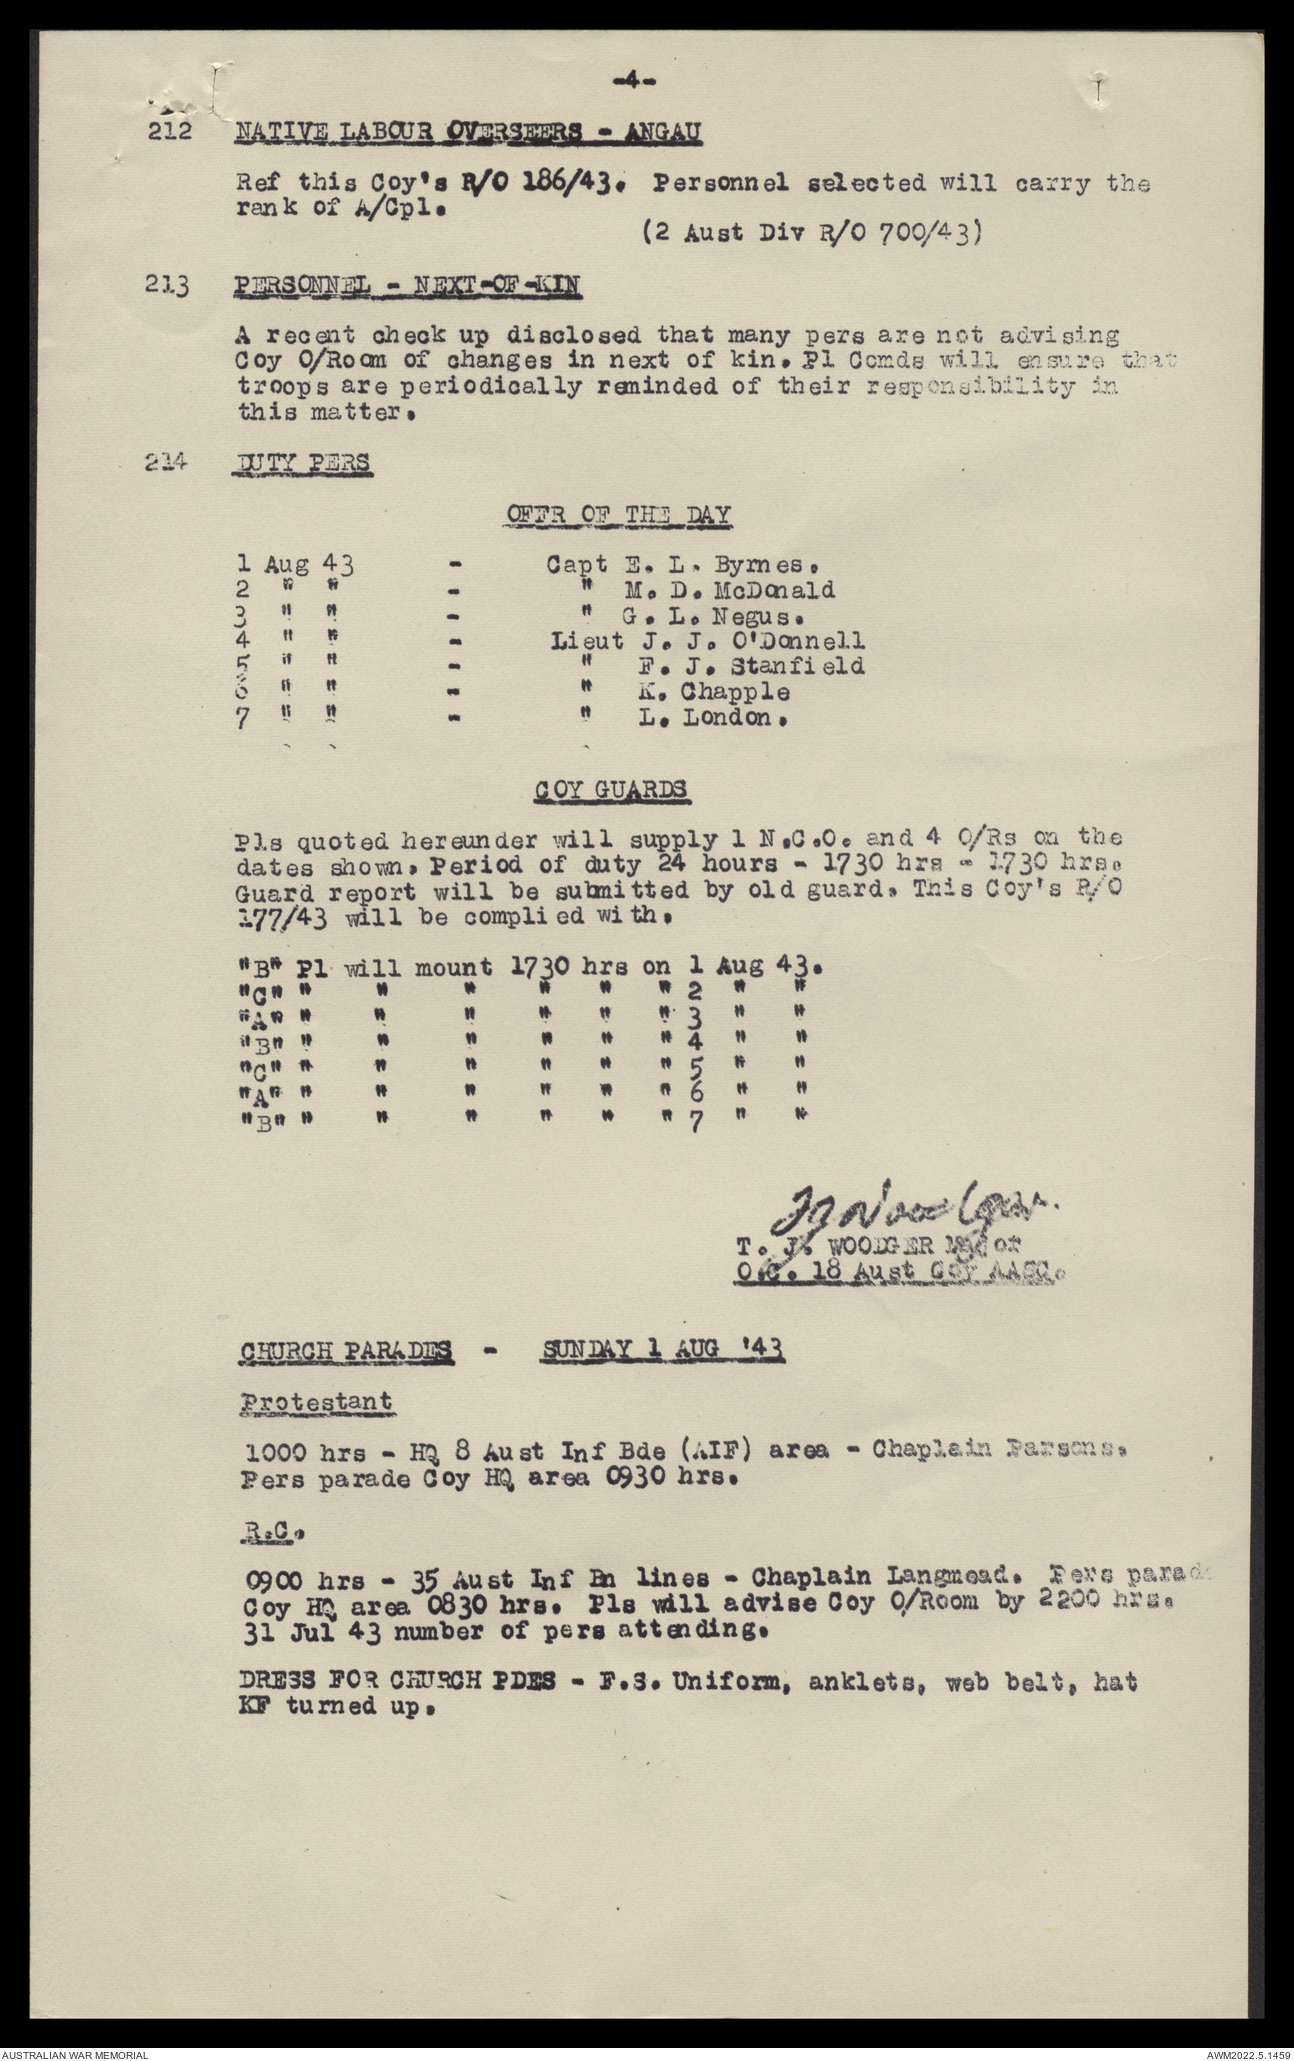 -4-
212 NATIVE LABOUR OVERSEERS - ANGAU
Ref this Coy's R/O 186/43. Personnel selected will carry the
rank of A/Cpl.
(2 Aust Div R/O 700/43)
213 PERSONNEL - NEXT-OF-KIN
A recent check up disclosed that many pers are not advising
Coy O/Room of changes in next of kin. Pl Comds will ensure that
troops are periodically reminded of their responsibility in
this matter.
214 DUTY PERS
OFFR OF THE DAY
1 Aug 43 - Capt E. L. Byrnes.
2 " " - " M. D. McDonald
3 " " - " G. L. Negus.
4 " " - Lieut J. J. O'Donnell
5 " " - " F. J. Stanfield
6 " " - " K. Chapple
7 " " - " L. London.
COY GUARDS
Pls quoted hereunder will supply 1 N.C.O. and 4 O/Rs on the
dates shown. Period of duty 24 hours - 1730 hrs - 1730 hrs.
Guard report will be submitted by old guard. This Coy's R/O
177/43 will be complied with.
"B" Pl will mount 1730 hrs on 1 Aug 43.
"C" " " " " " " 2 " "
"A" " " " " " " 3 " "
"B" " " " " " " 4 " "
"C" " " " " " " 5 " "
"A" " " " " " " 6 " "
"B" " " " " " " 7 " "
T. J. WOODGER Major
O.C. 18 Aust Coy AASC.
CHURCH PARADES - SUNDAY 1 AUG '43
Protestant
1000 hrs - HQ 8 Aust Inf Bde (AIF) area - Chaplain Parsons.
Pers parade Coy HQ area 0930 hrs.
R.C.
0900 hrs - 35 Aust Inf Bn lines - Chaplain Langmead. Pers parade
Coy HQ area 0830 hrs. Pls will advise Coy O/Room by 2200 hrs.
31 Jul 43 number of pers attending.
DRESS FOR CHURCH PDES - F.S. Uniform, anklets, web belt, hat
KF turned up.
AUSTRALIAN WAR MEMORIAL AWM2022.5.1459